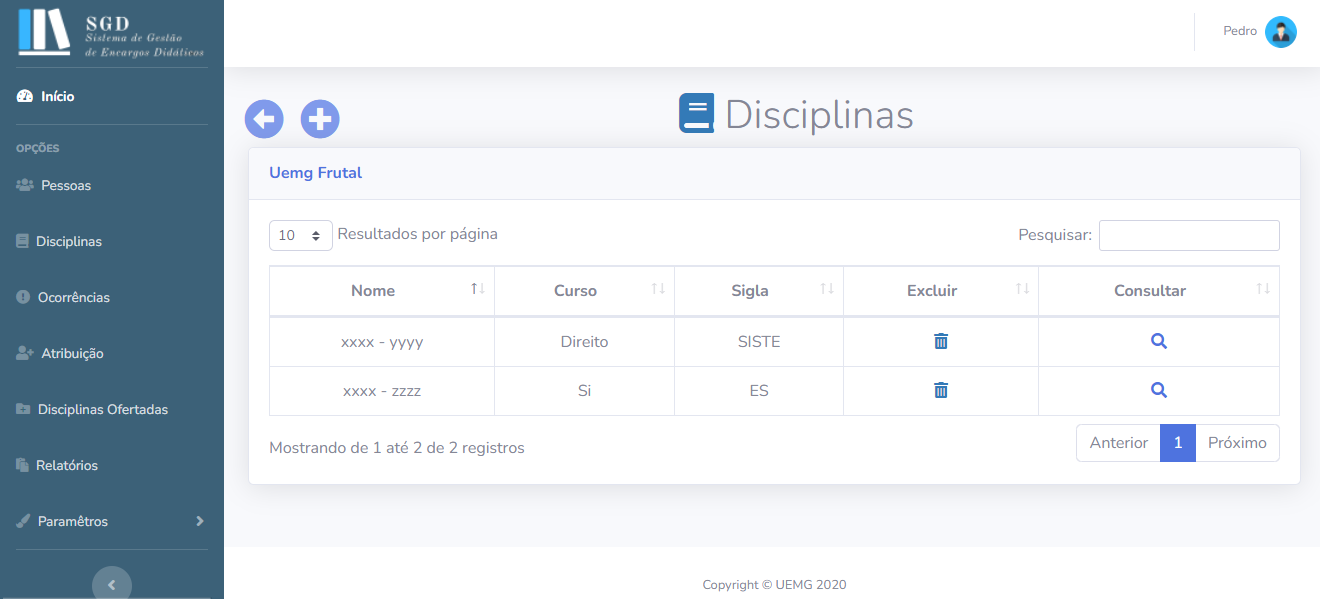 SGD
Sistema de Gestão
de Encargos Didáticos
Início
OPÇÕES
Pessoas
Disciplinas
Ocorrências
Atribuição
Disciplinas Ofertadas
Relatórios
Paramêtros
Pedro
Disciplinas
Uemg Frutal
10 Resultados por página Pesquisar:
Nome Curso Sigla Excluir Consultar
xxxx - yyyy Direito SISTE
xxxx - zzzz Si ES
Mostrando de 1 até 2 de 2 registros
Anterior 1 Próximo
Copyright © UEMG 2020